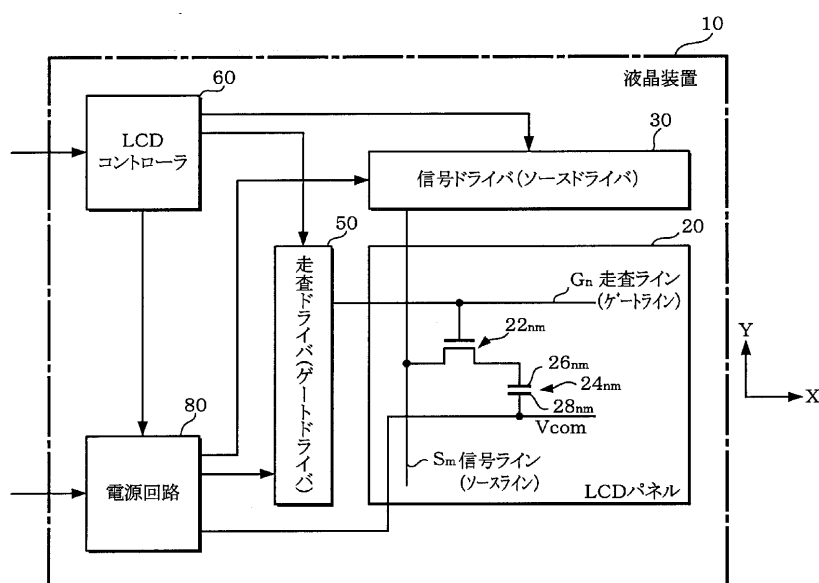 10
液晶装置
60
LCD
コントローラ
30
信号ドライバ(ソースドライバ)
50
走査ドライバ(ゲートドライバ)
20
Gn 走査ライン
(ゲートライン)
22nm
26nm
24nm
28nm
Vcom
Sm 信号ライン
(ソースライン)
LCDパネル
80
電源回路
Y
X